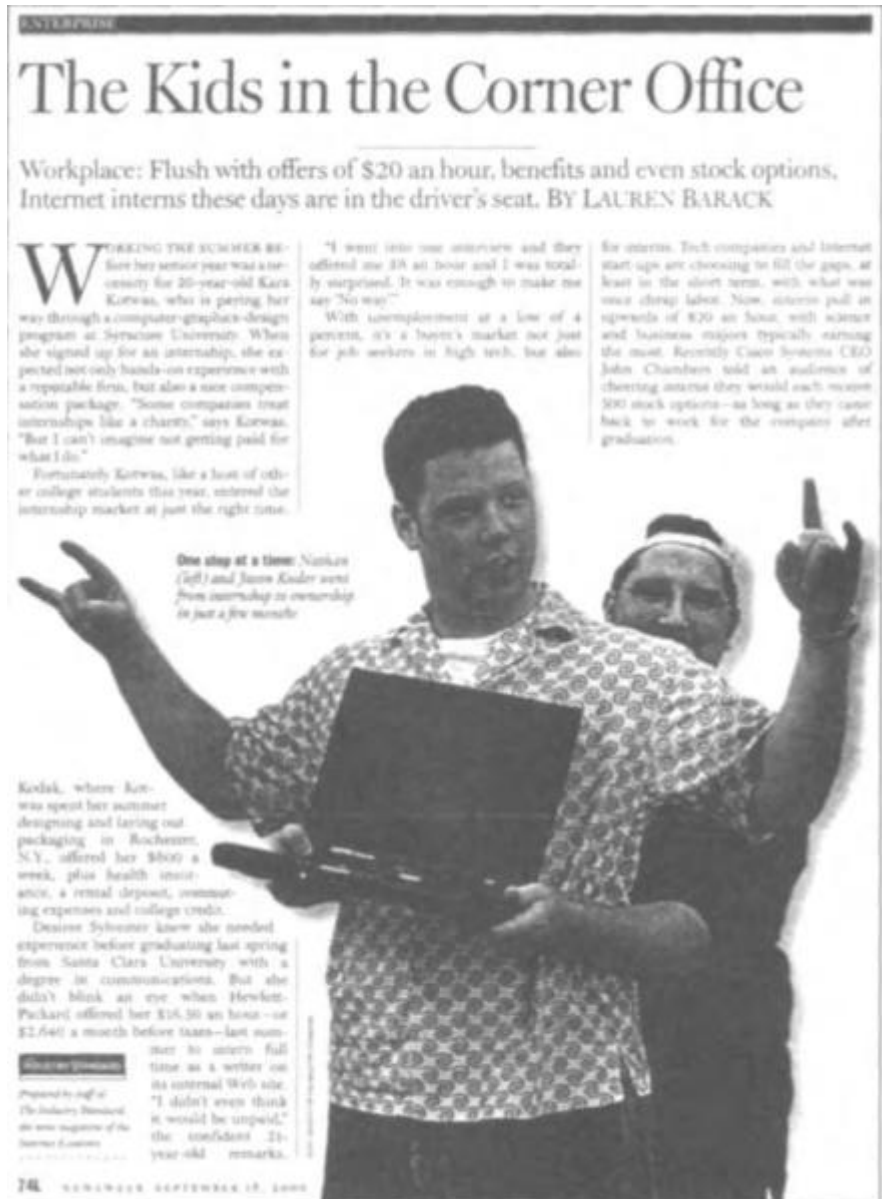 ENTERPRISE
The Kids in the Corner Office
Workplace: Flush with offers of $20 an hour, benefits and even stock options,
Internet interns these days are in the driver's seat. BY LAUREN BARACK
WORKING THE SUMMER BE-
fore her senior year was a ne-
cessity for 20-year-old Kara
Kotwas, who is paying her
way through a computer-graphics-design
program at Syracuse University. When
she signed up for an internship, she ex-
pected not only hands-on experience with
a reputable firm, but also a nice compen-
sation package. "Some companies treat
internships like a charity," says Kotwas.
"But I can't imagine not getting paid for
what I do."
Fortunately Kotwas, like a host of oth-
er college students this year, entered the
internship market at just the right time.
Kodak, where Kot-
was spent her summer
designing and laying out
packaging in Rochester,
N.Y., offered her $800 a
week, plus health insur-
ance, a rental deposit, commut-
ing expenses and college credit.
Desiree Sylvester knew she needed
experience before graduating last spring
from Santa Clara University with a
degree in communications. But she
didn't blink an eye when Hewlett-
Packard offered her $16.50 an hour—or
$2,640 a month before taxes—last sum-
mer to intern full
time as a writer on
its internal Web site.
"I didn't even think
it would be unpaid,"
the confident 21-
year-old remarks.
"I went into one interview and they
offered me $8 an hour and I was total-
ly surprised. It was enough to make me
say 'No way'."
With unemployment at a low of 4
percent, it's a buyer's market not just
for job seekers in high tech, but also
for interns. Tech companies and Internet
start-ups are choosing to fill the gaps, at
least in the short term, with what was
once cheap labor. Now, interns pull in
upwards of $20 an hour, with science
and business majors typically earning
the most. Recently Cisco Systems CEO
John Chambers told an audience of
cheering interns they would each receive
500 stock options—as long as they came
back to work for the company after
graduation.
One step at a time: Nathan
(left) and Jason Kuder went
from internship to ownership
in just a few months
Prepared by staff of
The Industry Standard,
the news magazine of the
Internet Economy
74L NEWSWEEK SEPTEMBER 18, 2000